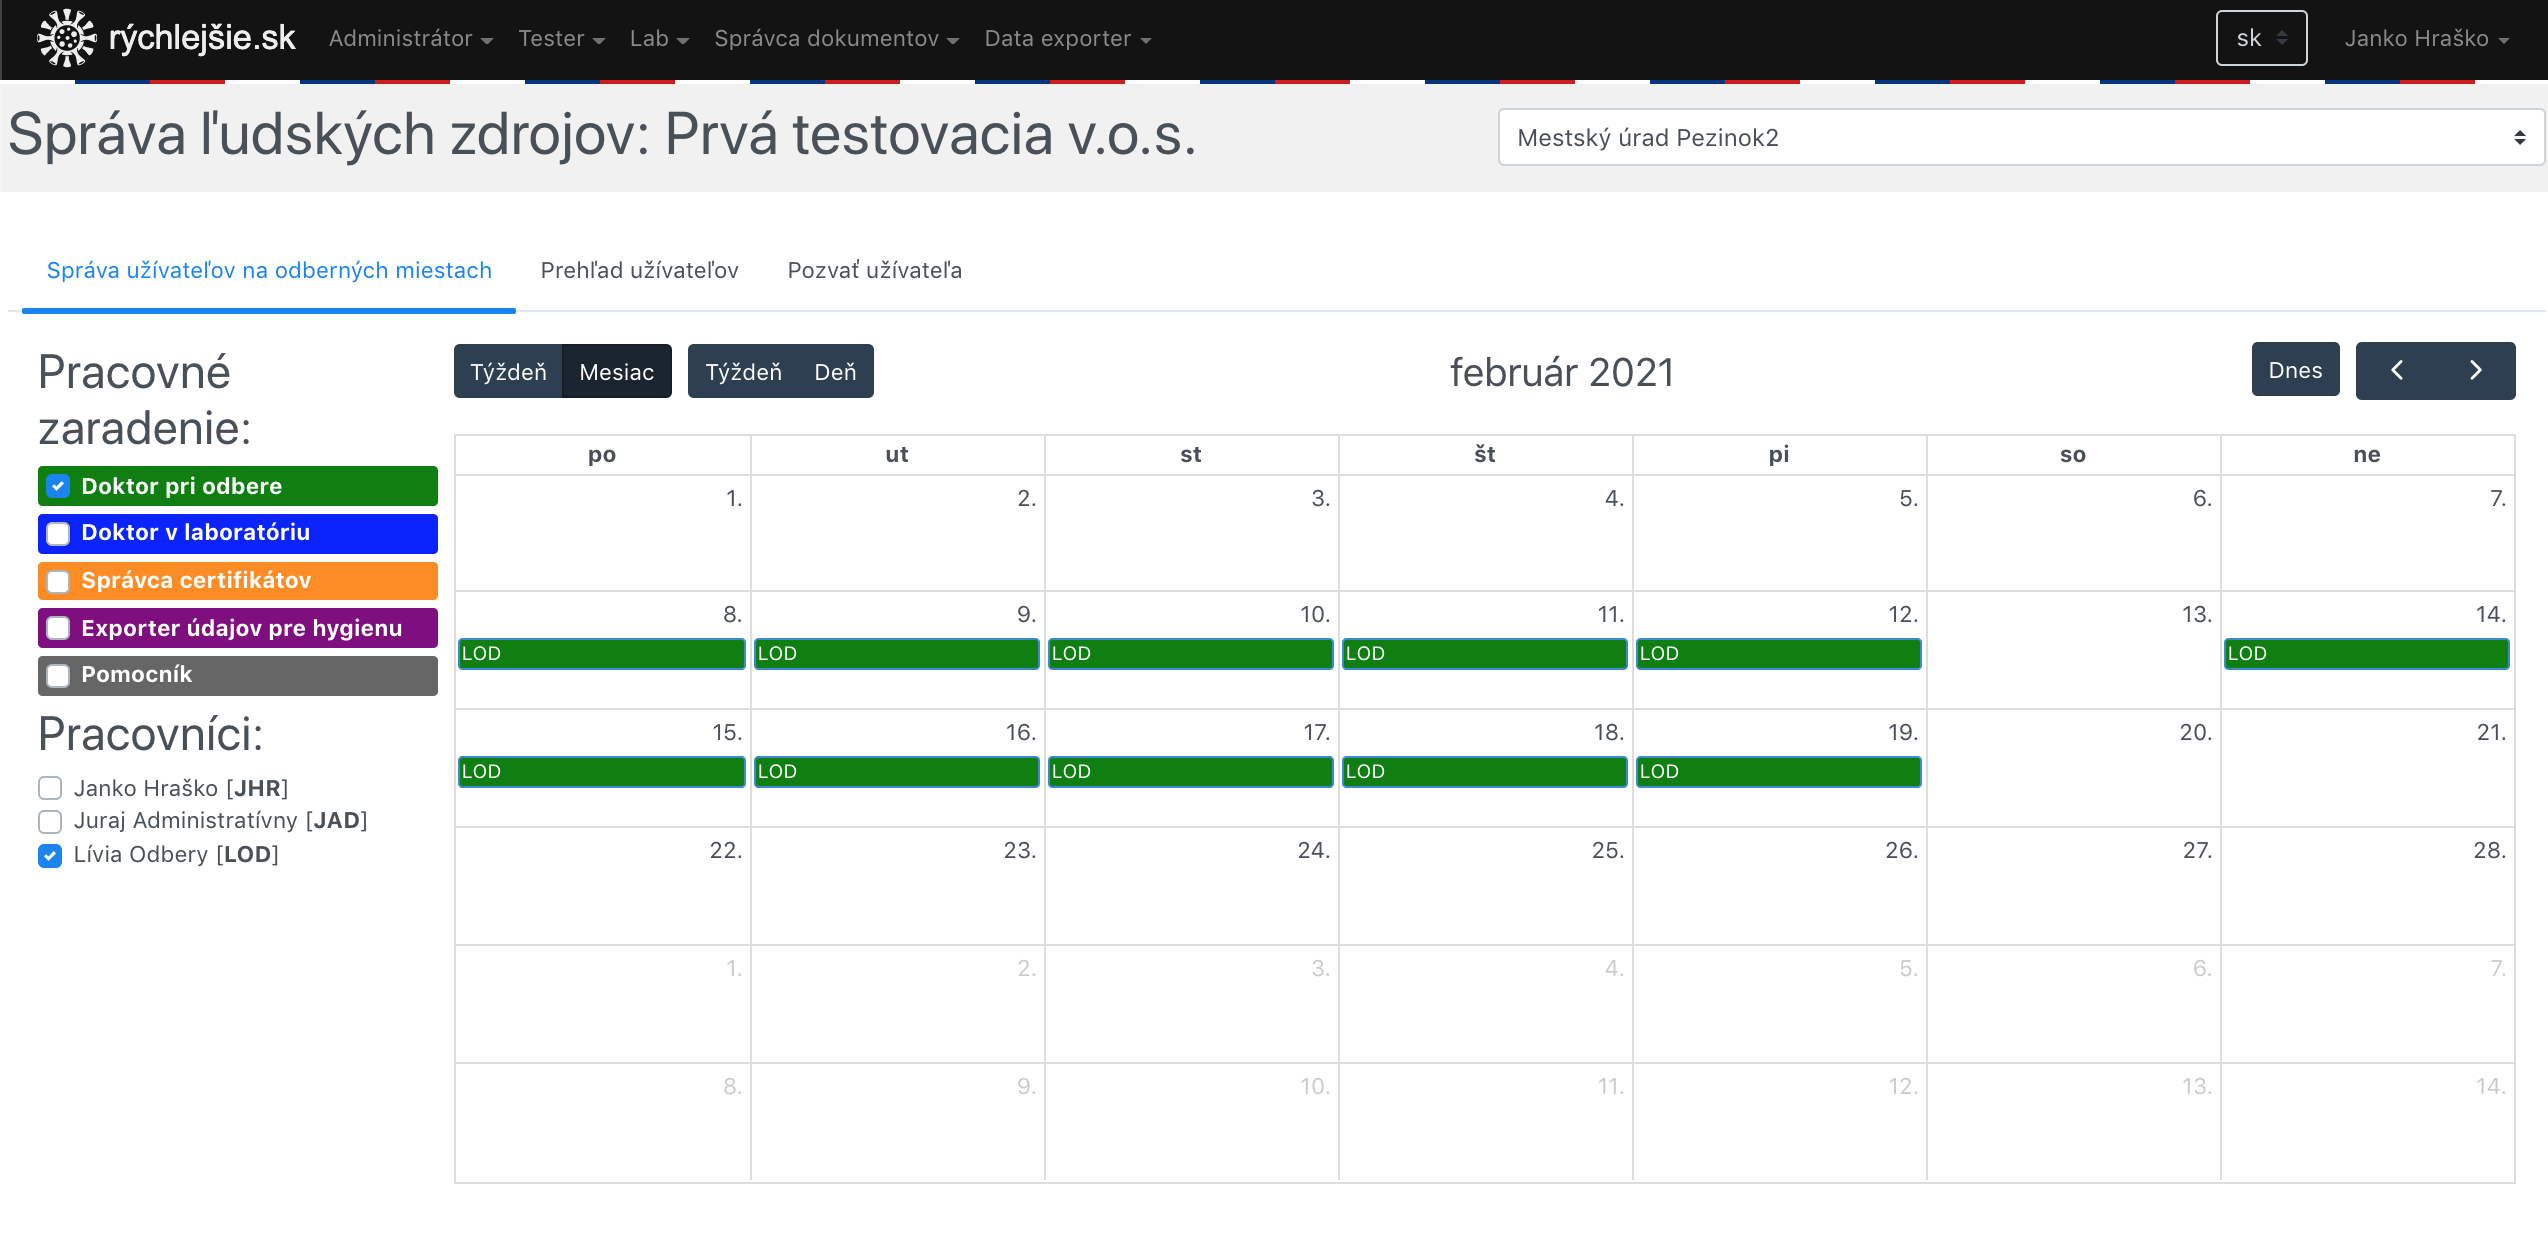 rýchlejšie.sk Administrátor Tester Lab Správca dokumentov Data exporter sk Janko Hraško
Správa ľudských zdrojov: Prvá testovacia v.o.s. Mestský úrad Pezinok2
Správa užívateľov na odberných miestach Prehľad užívateľov Pozvať užívateľa
Pracovné
zaradenie:
Doktor pri odbere
Doktor v laboratóriu
Správca certifikátov
Exporter údajov pre hygienu
Pomocník
Pracovníci:
Janko Hraško [JHR]
Juraj Administratívny [JAD]
Lívia Odbery [LOD]
Týždeň Mesiac Týždeň Deň február 2021 Dnes
po ut st št pi so ne
1. 2. 3. 4. 5. 6. 7.
8. 9. 10. 11. 12. 13. 14.
LOD LOD LOD LOD LOD LOD
15. 16. 17. 18. 19. 20. 21.
LOD LOD LOD LOD LOD
22. 23. 24. 25. 26. 27. 28.
1. 2. 3. 4. 5. 6. 7.
8. 9. 10. 11. 12. 13. 14.